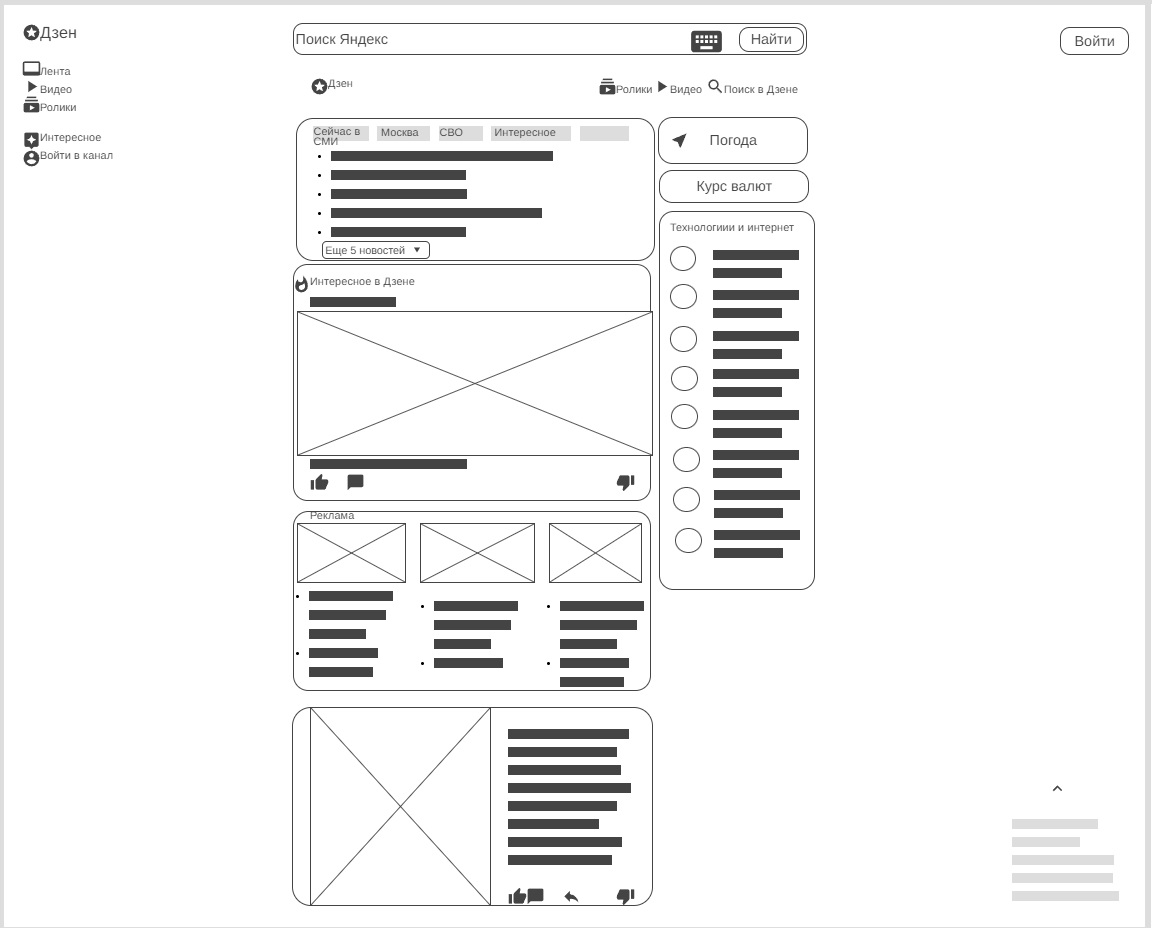 Дзен
Лента
Видео
Ролики
Интересное
Войти в канал
Поиск Яндекс
Найти
Войти
Дзен
Ролики
Видео
Поиск в Дзене
Сейчас в
СМИ
Москва
СВО
Интересное
Еще 5 новостей
Погода
Курс валют
Технологиии и интернет
Интересное в Дзене
Реклама